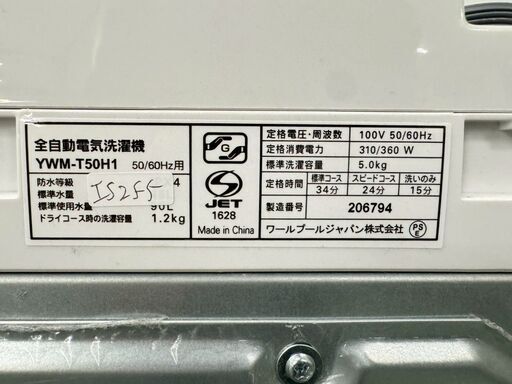 全自動電気洗濯機
YWM-T50H1 50/60Hz用
防水等級 4
標準水量
標準使用水量 90L
ドライコース時の洗濯容量 1.2kg
IS255
G
S
JET
1628
Made in China
定格電圧・周波数 100V 50/60Hz
定格消費電力 310/360 W
標準洗濯容量 5.0kg
定格時間 標準コース スピードコース 洗いのみ
34分 24分 15分
製造番号 206794
ワールプールジャパン株式会社 PSE